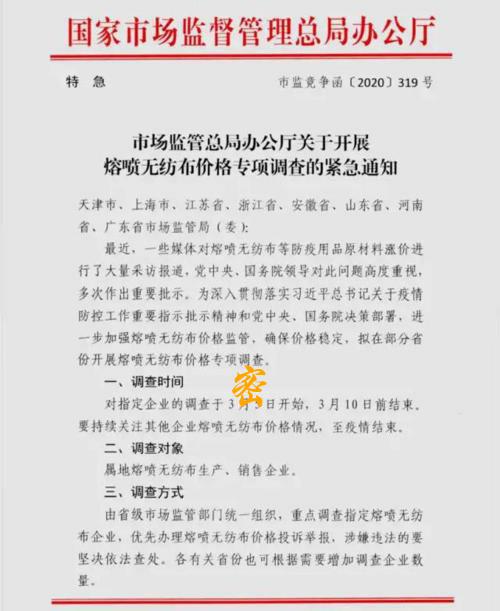 国家市场监督管理总局办公厅
特 急
市监竞争函〔2020〕319 号
市场监管总局办公厅关于开展
熔喷无纺布价格专项调查的紧急通知
天津市、上海市、江苏省、浙江省、安徽省、山东省、河南
省、广东省市场监管局(委):
最近，一些媒体对熔喷无纺布等防疫用品原材料涨价进
行了大量采访报道，党中央、国务院领导对此问题高度重视，
多次作出重要批示。为深入贯彻落实习近平总书记关于疫情
防控工作重要指示批示精神和党中央、国务院决策部署，进
一步加强熔喷无纺布价格监管，确保价格稳定，拟在部分省
份开展熔喷无纺布价格专项调查。
一、调查时间
密
对指定企业的调查于 3 月 日开始，3 月 10 日前结束。
要持续关注其他企业熔喷无纺布价格情况，至疫情结束。
二、调查对象
属地熔喷无纺布生产、销售企业。
三、调查方式
由省级市场监管部门统一组织，重点调查指定熔喷无纺
布企业，优先办理熔喷无纺布价格投诉举报，涉嫌违法的要
坚决依法查处。各有关省份也可根据需要增加调查企业数
量。